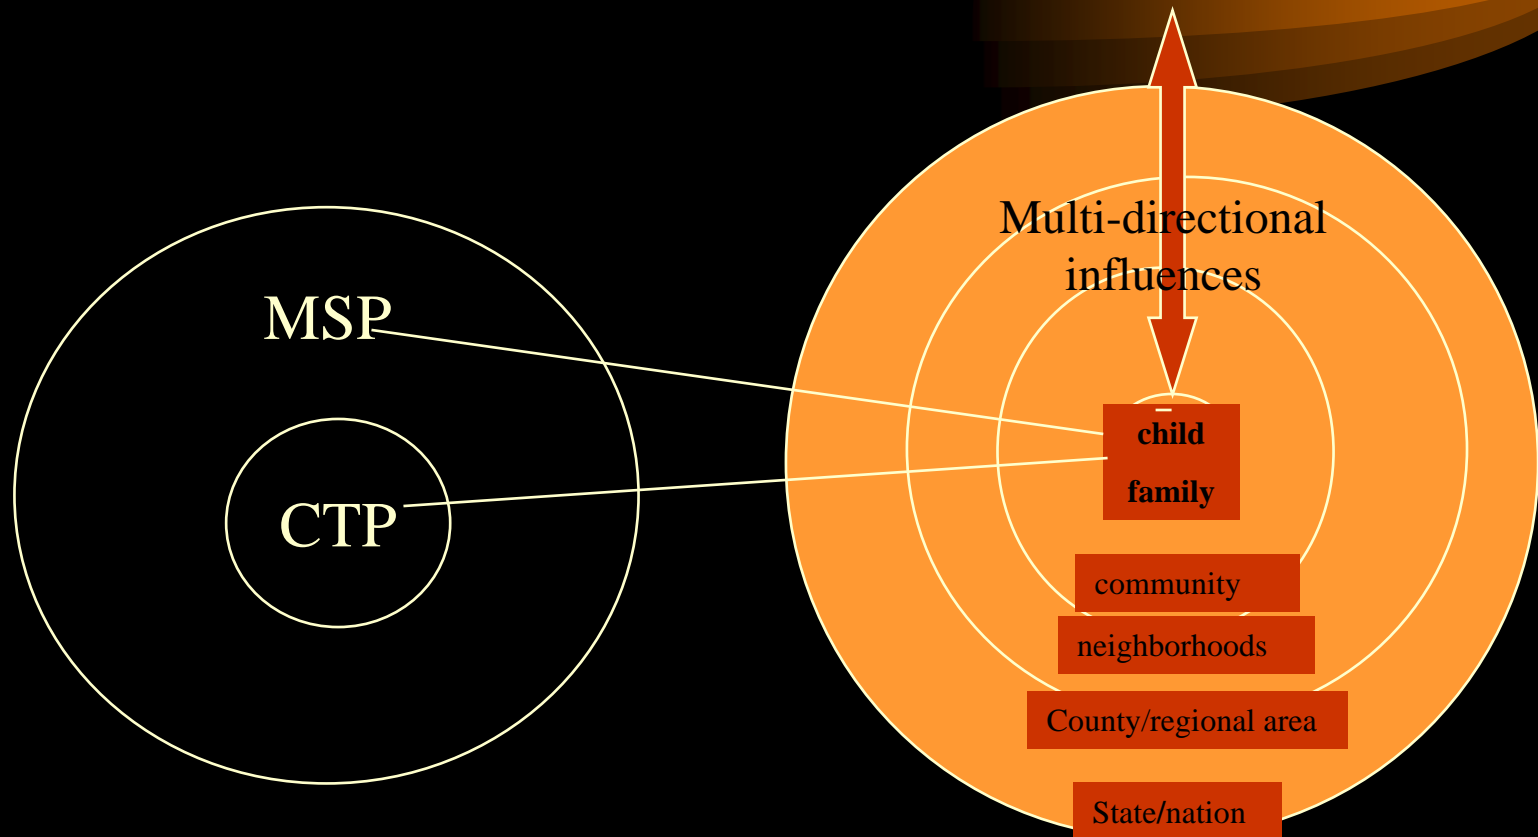 MSP
CTP
Multi-directional
influences
child
family
community
neighborhoods
County/regional area
State/nation